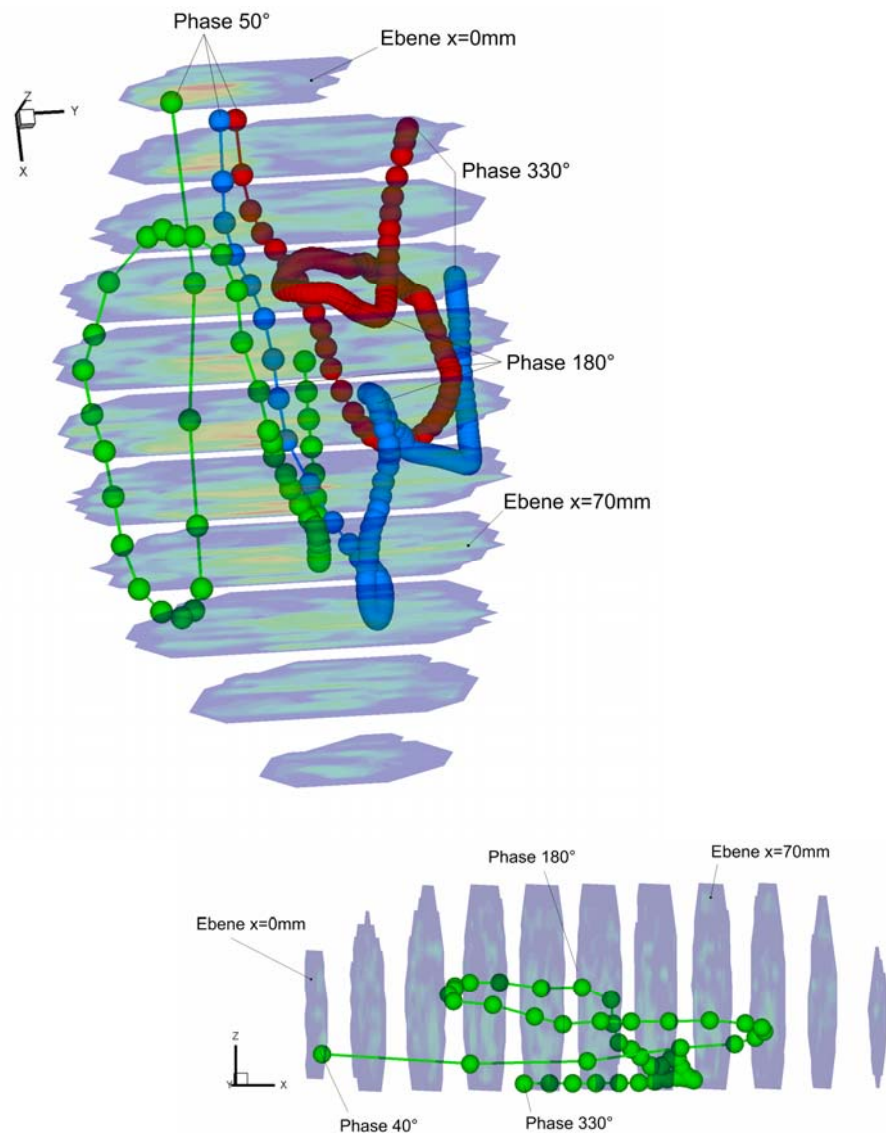 Phase 50°
Ebene x=0mm
Z
Y
X
Phase 330°
Phase 180°
Ebene x=70mm
Phase 180°
Ebene x=70mm
Ebene x=0mm
Z
Y
X
Phase 40°
Phase 330°